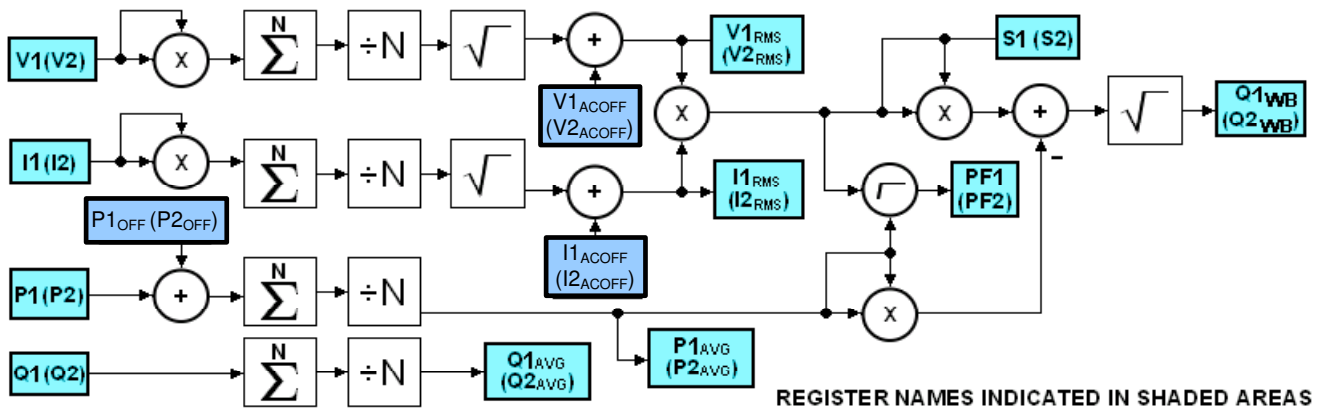 V1(V2)
X
N
∑
÷N
√
+
V1ACOFF
(V2ACOFF)
V1RMS
(V2RMS)
X
S1 (S2)
X
+
-
√
Q1WB
(Q2WB)
I1(I2)
X
N
∑
÷N
√
+
I1ACOFF
(I2ACOFF)
I1RMS
(I2RMS)
PF1
(PF2)
P1OFF (P2OFF)
P1(P2)
+
N
∑
÷N
X
P1AVG
(P2AVG)
Q1(Q2)
N
∑
÷N
Q1AVG
(Q2AVG)
REGISTER NAMES INDICATED IN SHADED AREAS